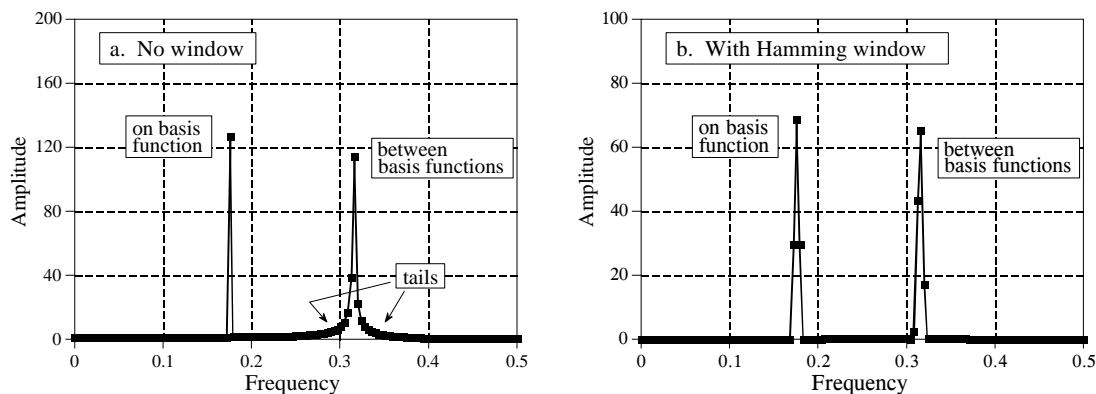 a. No window
200
160
120
80
40
0
Amplitude
on basis
function
between
basis functions
tails
0
0.1
0.2
0.3
0.4
0.5
Frequency
b. With Hamming window
100
80
60
40
20
0
Amplitude
on basis
function
between
basis functions
0
0.1
0.2
0.3
0.4
0.5
Frequency